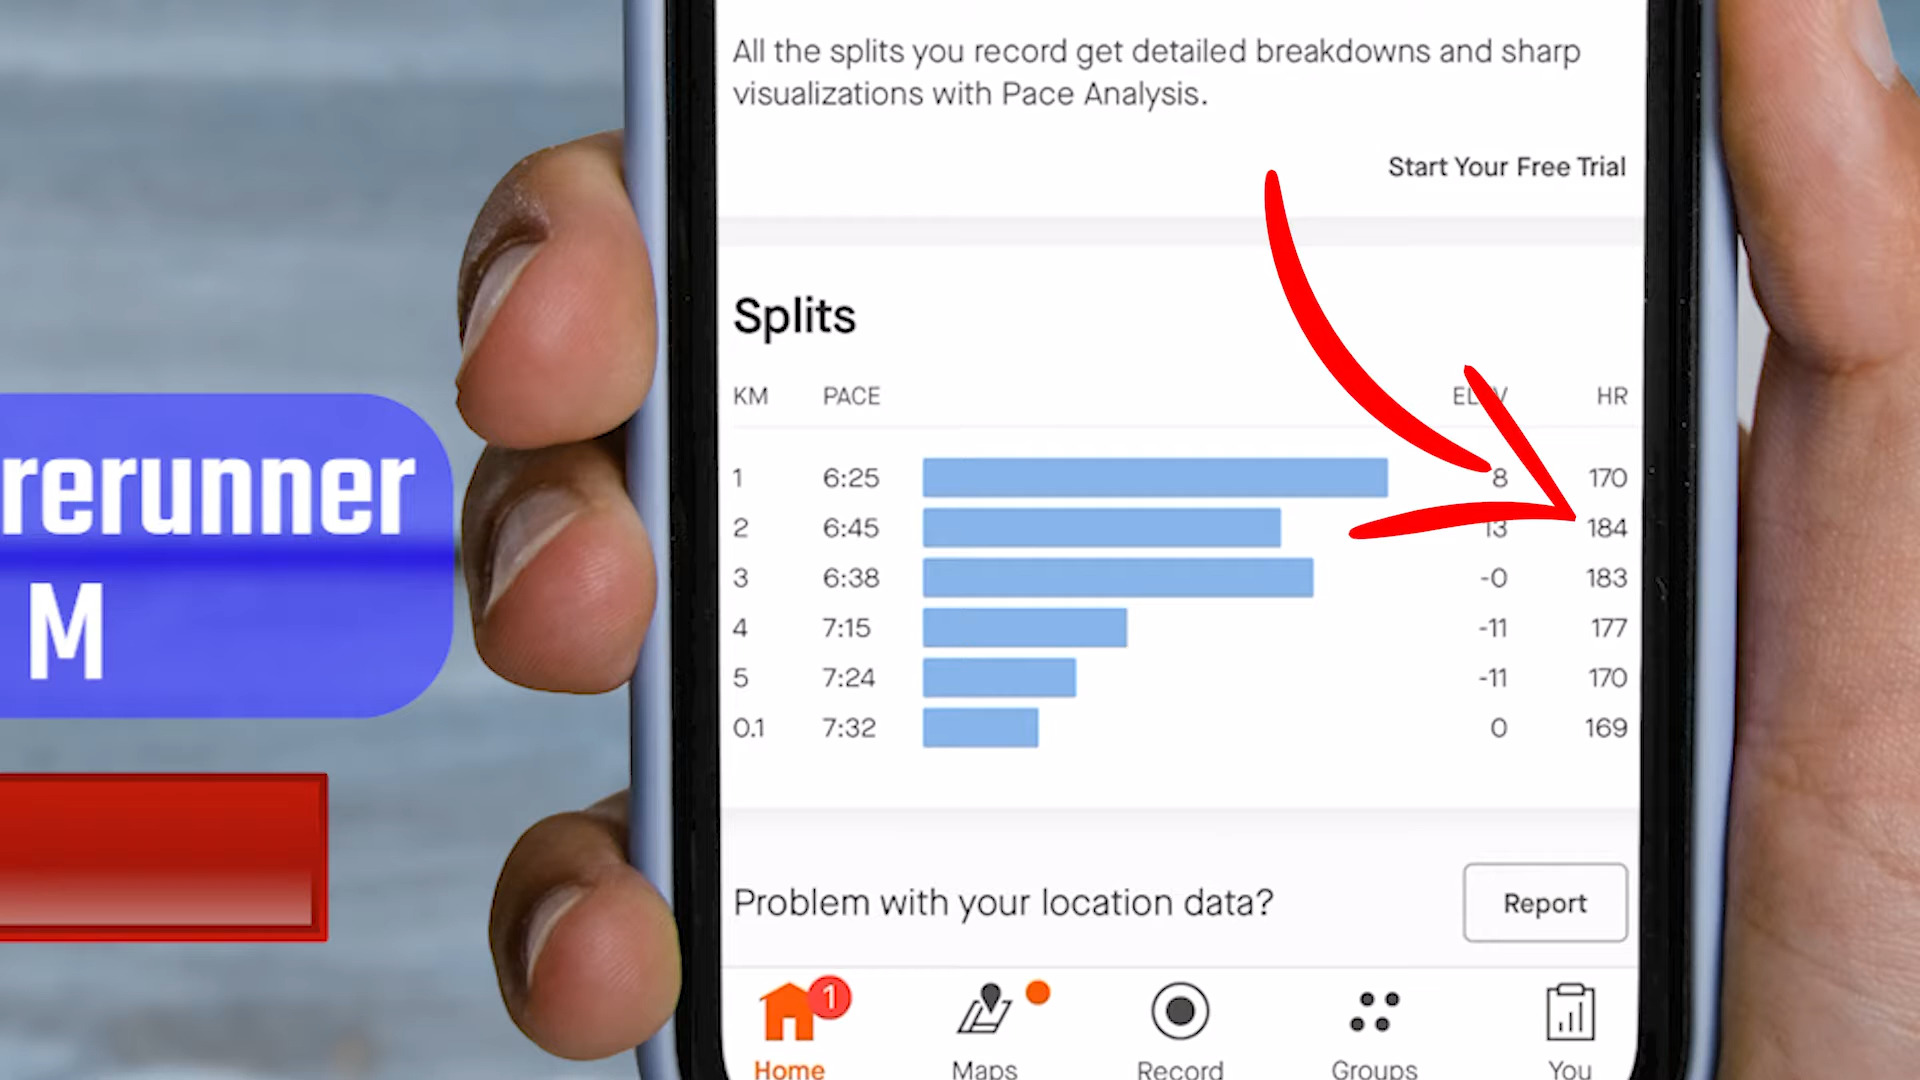 All the splits you record get detailed breakdowns and sharp
visualizations with Pace Analysis.
Start Your Free Trial
Splits
KM PACE ELEV HR
1 6:25 8 170
2 6:45 13 184
3 6:38 -0 183
4 7:15 -11 177
5 7:24 -11 170
0.1 7:32 0 169
Problem with your location data?
Report
1
Home Maps Record Groups You
rerunner
M